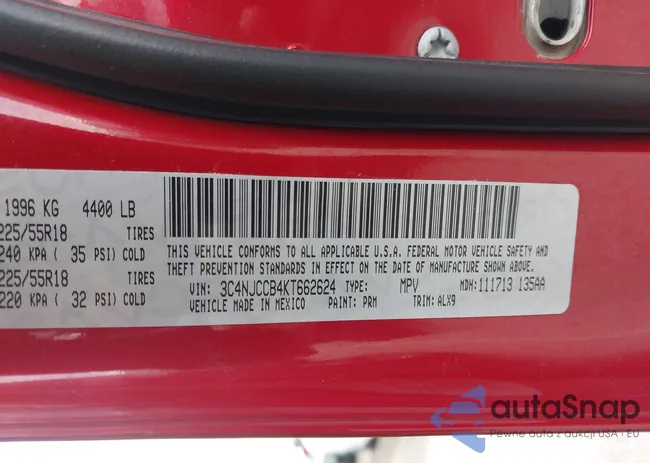 1996 KG 4400 LB
225/55R18 TIRES
240 KPA ( 35 PSI) COLD
225/55R18 TIRES
220 KPA ( 32 PSI) COLD
THIS VEHICLE CONFORMS TO ALL APPLICABLE U.S.A. FEDERAL MOTOR VEHICLE SAFETY AND
THEFT PREVENTION STANDARDS IN EFFECT ON THE DATE OF MANUFACTURE SHOWN ABOVE.
VIN: 3C4NJCCB4KT662624 TYPE: MPV MDH: 111713 135AA
VEHICLE MADE IN MEXICO PAINT: PRM TRIM: ALX9
autaSnap
Pewne auta z aukcji USA i EU